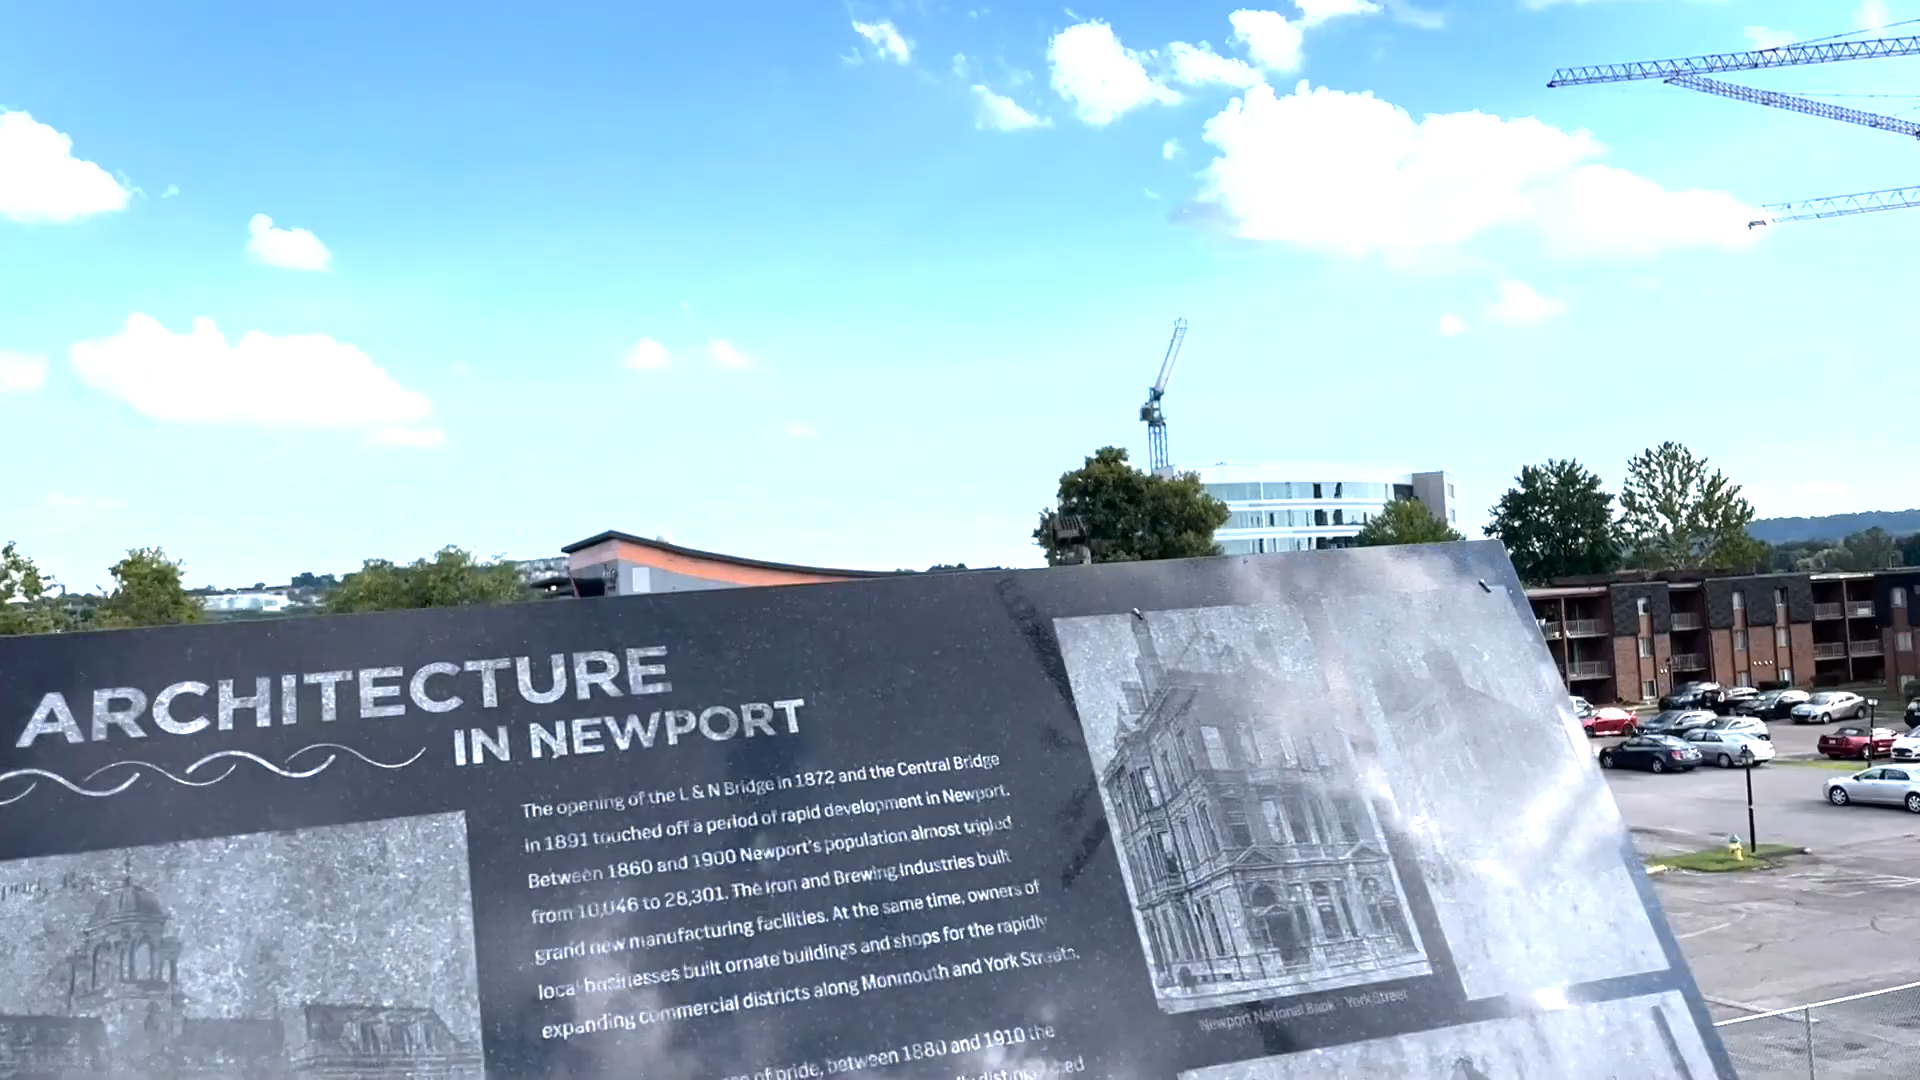 ARCHITECTURE
IN NEWPORT
The opening of the L & N Bridge in 1872 and the Central Bridge
in 1891 touched off a period of rapid development in Newport.
Between 1860 and 1900 Newport's population almost tripled
from 10,046 to 28,301. The Iron and Brewing Industries built
grand new manufacturing facilities. At the same time, owners of
local businesses built ornate buildings and shops for the rapidly
expanding commercial districts along Monmouth and York Streets.
of pride, between 1880 and 1910 the
Newport National Bank - York Street